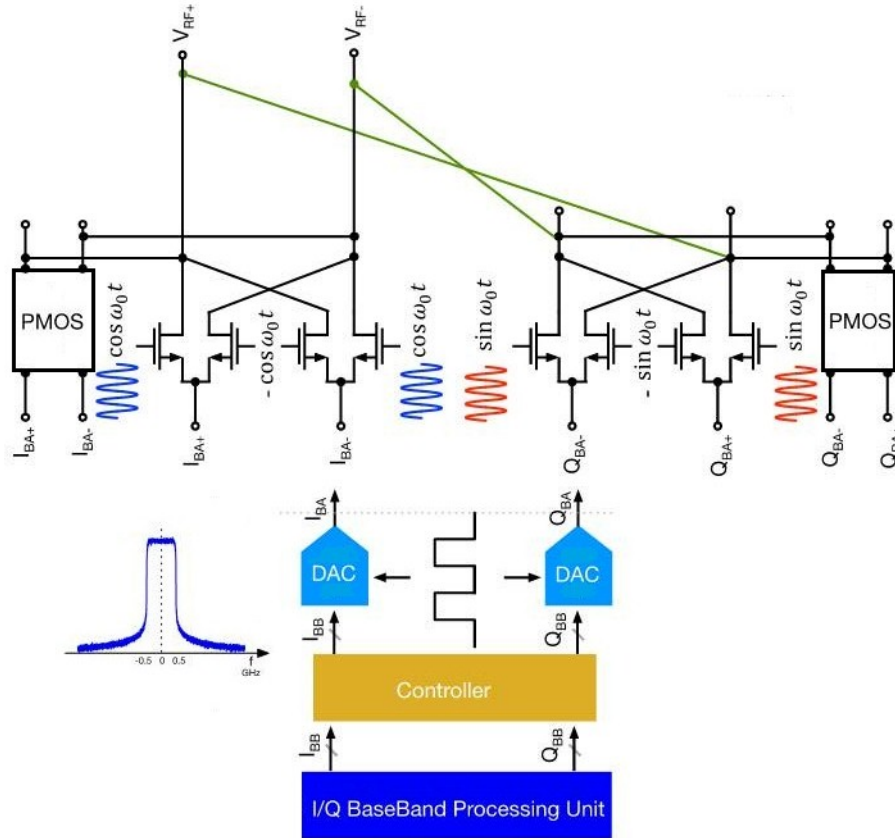 V_RF+
V_RF-
PMOS
cos ω₀t
- cos ω₀t
cos ω₀t
sin ω₀t
- sin ω₀t
sin ω₀t
PMOS
I_BA+
I_BA-
I_BA+
I_BA-
Q_BA-
Q_BA+
Q_BA-
I_BA
Q_BA
DAC
DAC
-0.5 0 0.5 f
GHz
I_BB
Q_BB
Controller
I_BB
Q_BB
I/Q BaseBand Processing Unit